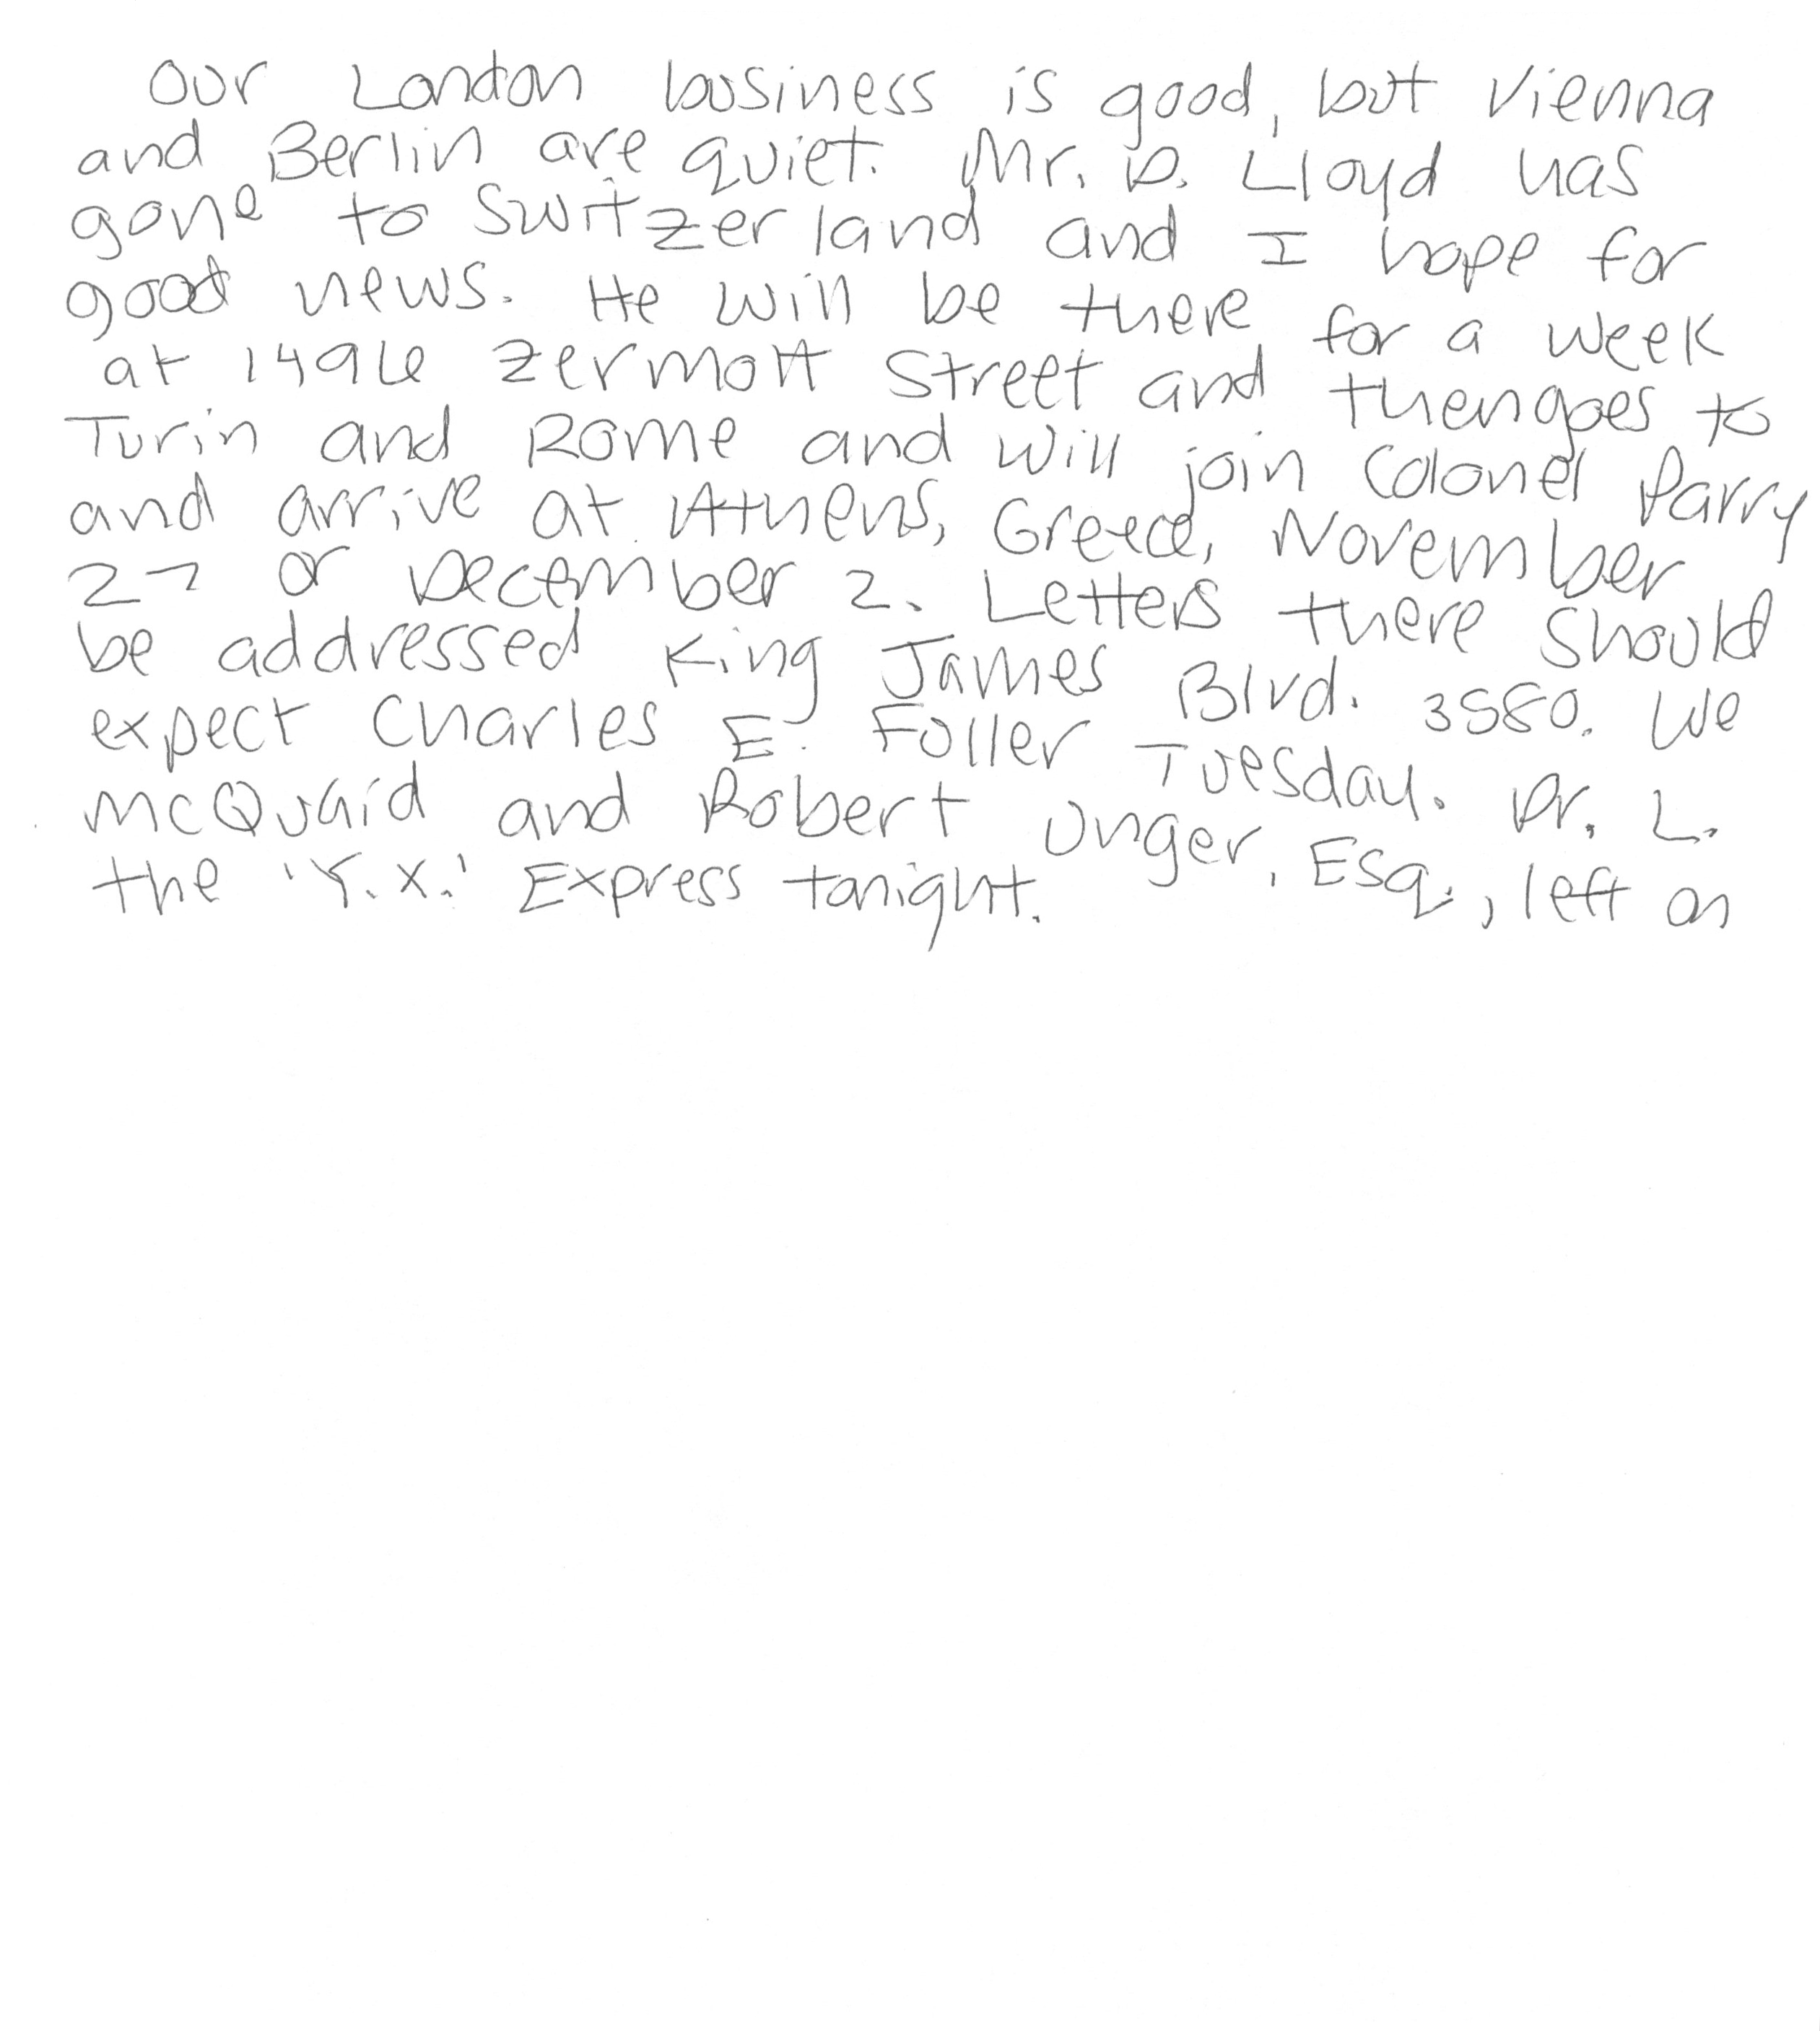 Our London business is good, but Vienna
and Berlin are quiet. Mr. D. Lloyd has
gone to Switzerland and I hope for
good news. He will be there for a week
at 1496 Zermott Street and then goes to
Turin and Rome and will join Colonel Parry
and arrive at Athens, Greece, November
27 or December 2. Letters there should
be addressed King James Blvd. 3580. We
expect Charles E. Fuller Tuesday. Dr. L.
McQuaid and Robert Unger, Esq., left on
the 'Y.X.' Express tonight.